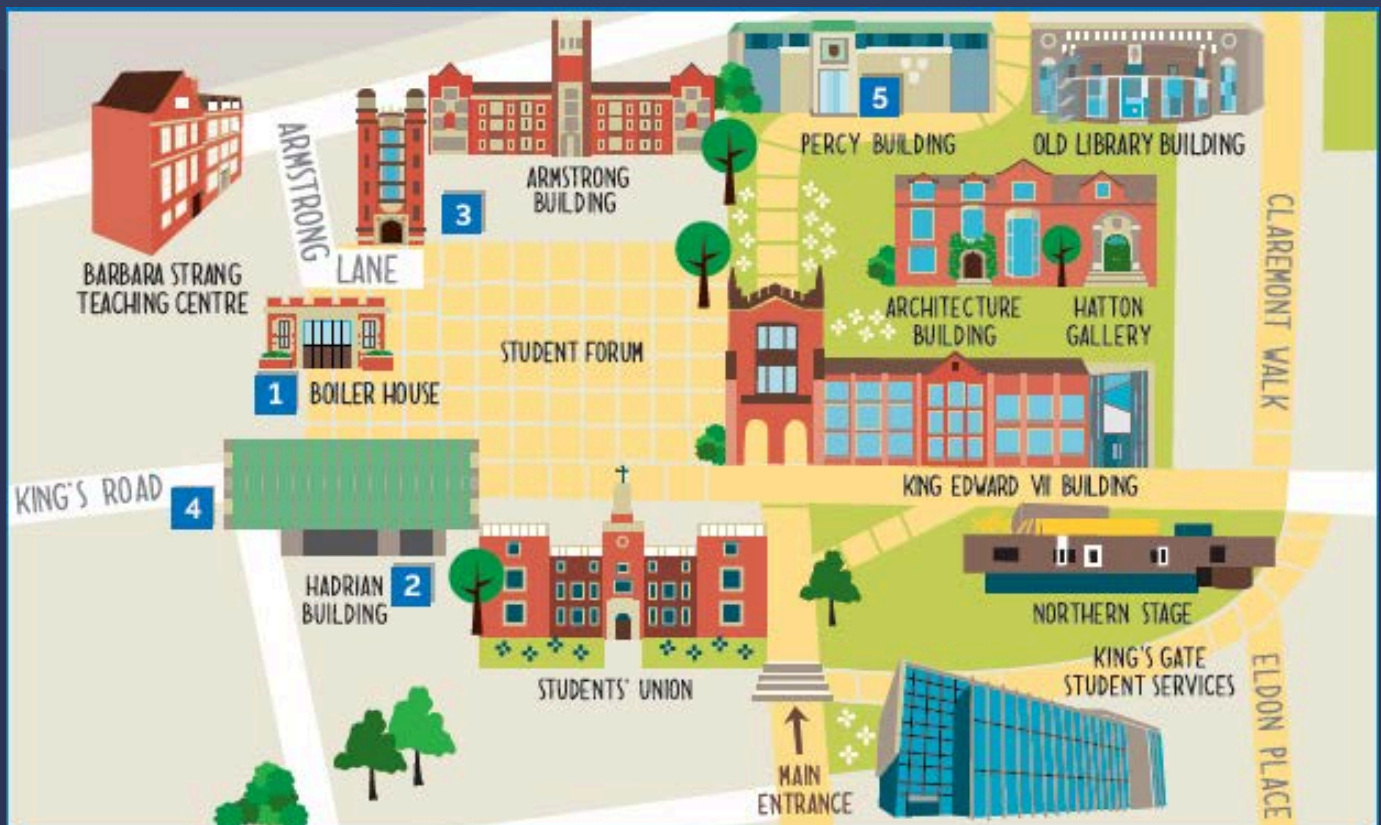 5
PERCY BUILDING
OLD LIBRARY BUILDING
ARMSTRONG
BUILDING
ARMSTRONG
LANE
3
BARBARA STRANG
TEACHING CENTRE
CLAREMONT WALK
ARCHITECTURE
BUILDING
HATTON
GALLERY
STUDENT FORUM
1
BOILER HOUSE
KING'S ROAD
4
KING EDWARD VII BUILDING
HADRIAN
BUILDING
2
NORTHERN STAGE
STUDENTS' UNION
KING'S GATE
STUDENT SERVICES
ELDON PLACE
MAIN
ENTRANCE